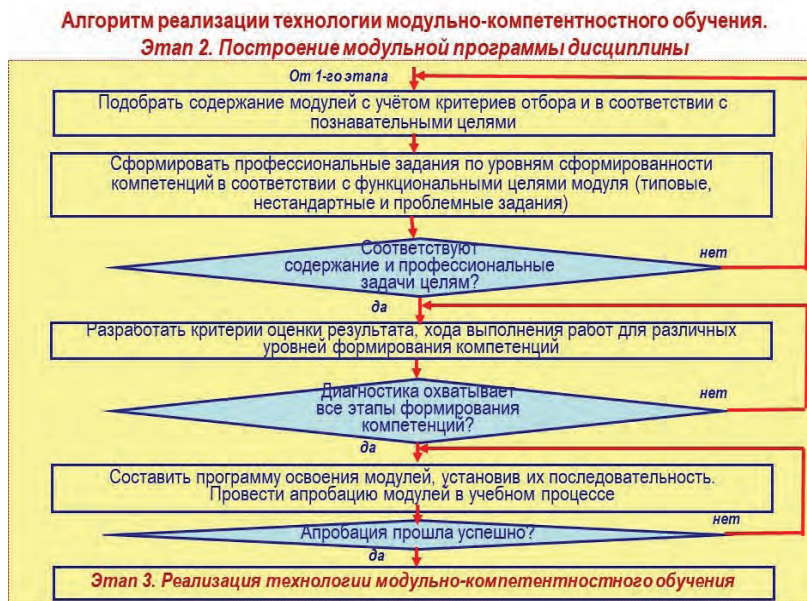 Алгоритм реализации технологии модульно-компетентностного обучения.
Этап 2. Построение модульной программы дисциплины
От 1-го этапа
Подобрать содержание модулей с учётом критериев отбора и в соответствии с
познавательными целями
Сформировать профессиональные задания по уровням сформированности
компетенций в соответствии с функциональными целями модуля (типовые,
нестандартные и проблемные задания)
Соответствуют
содержание и профессиональные
задачи целям?
нет
да
Разработать критерии оценки результата, хода выполнения работ для различных
уровней формирования компетенций
Диагностика охватывает
все этапы формирования
компетенций?
нет
да
Составить программу освоения модулей, установив их последовательность.
Провести апробацию модулей в учебном процессе
Апробация прошла успешно?
нет
да
Этап 3. Реализация технологии модульно-компетентностного обучения